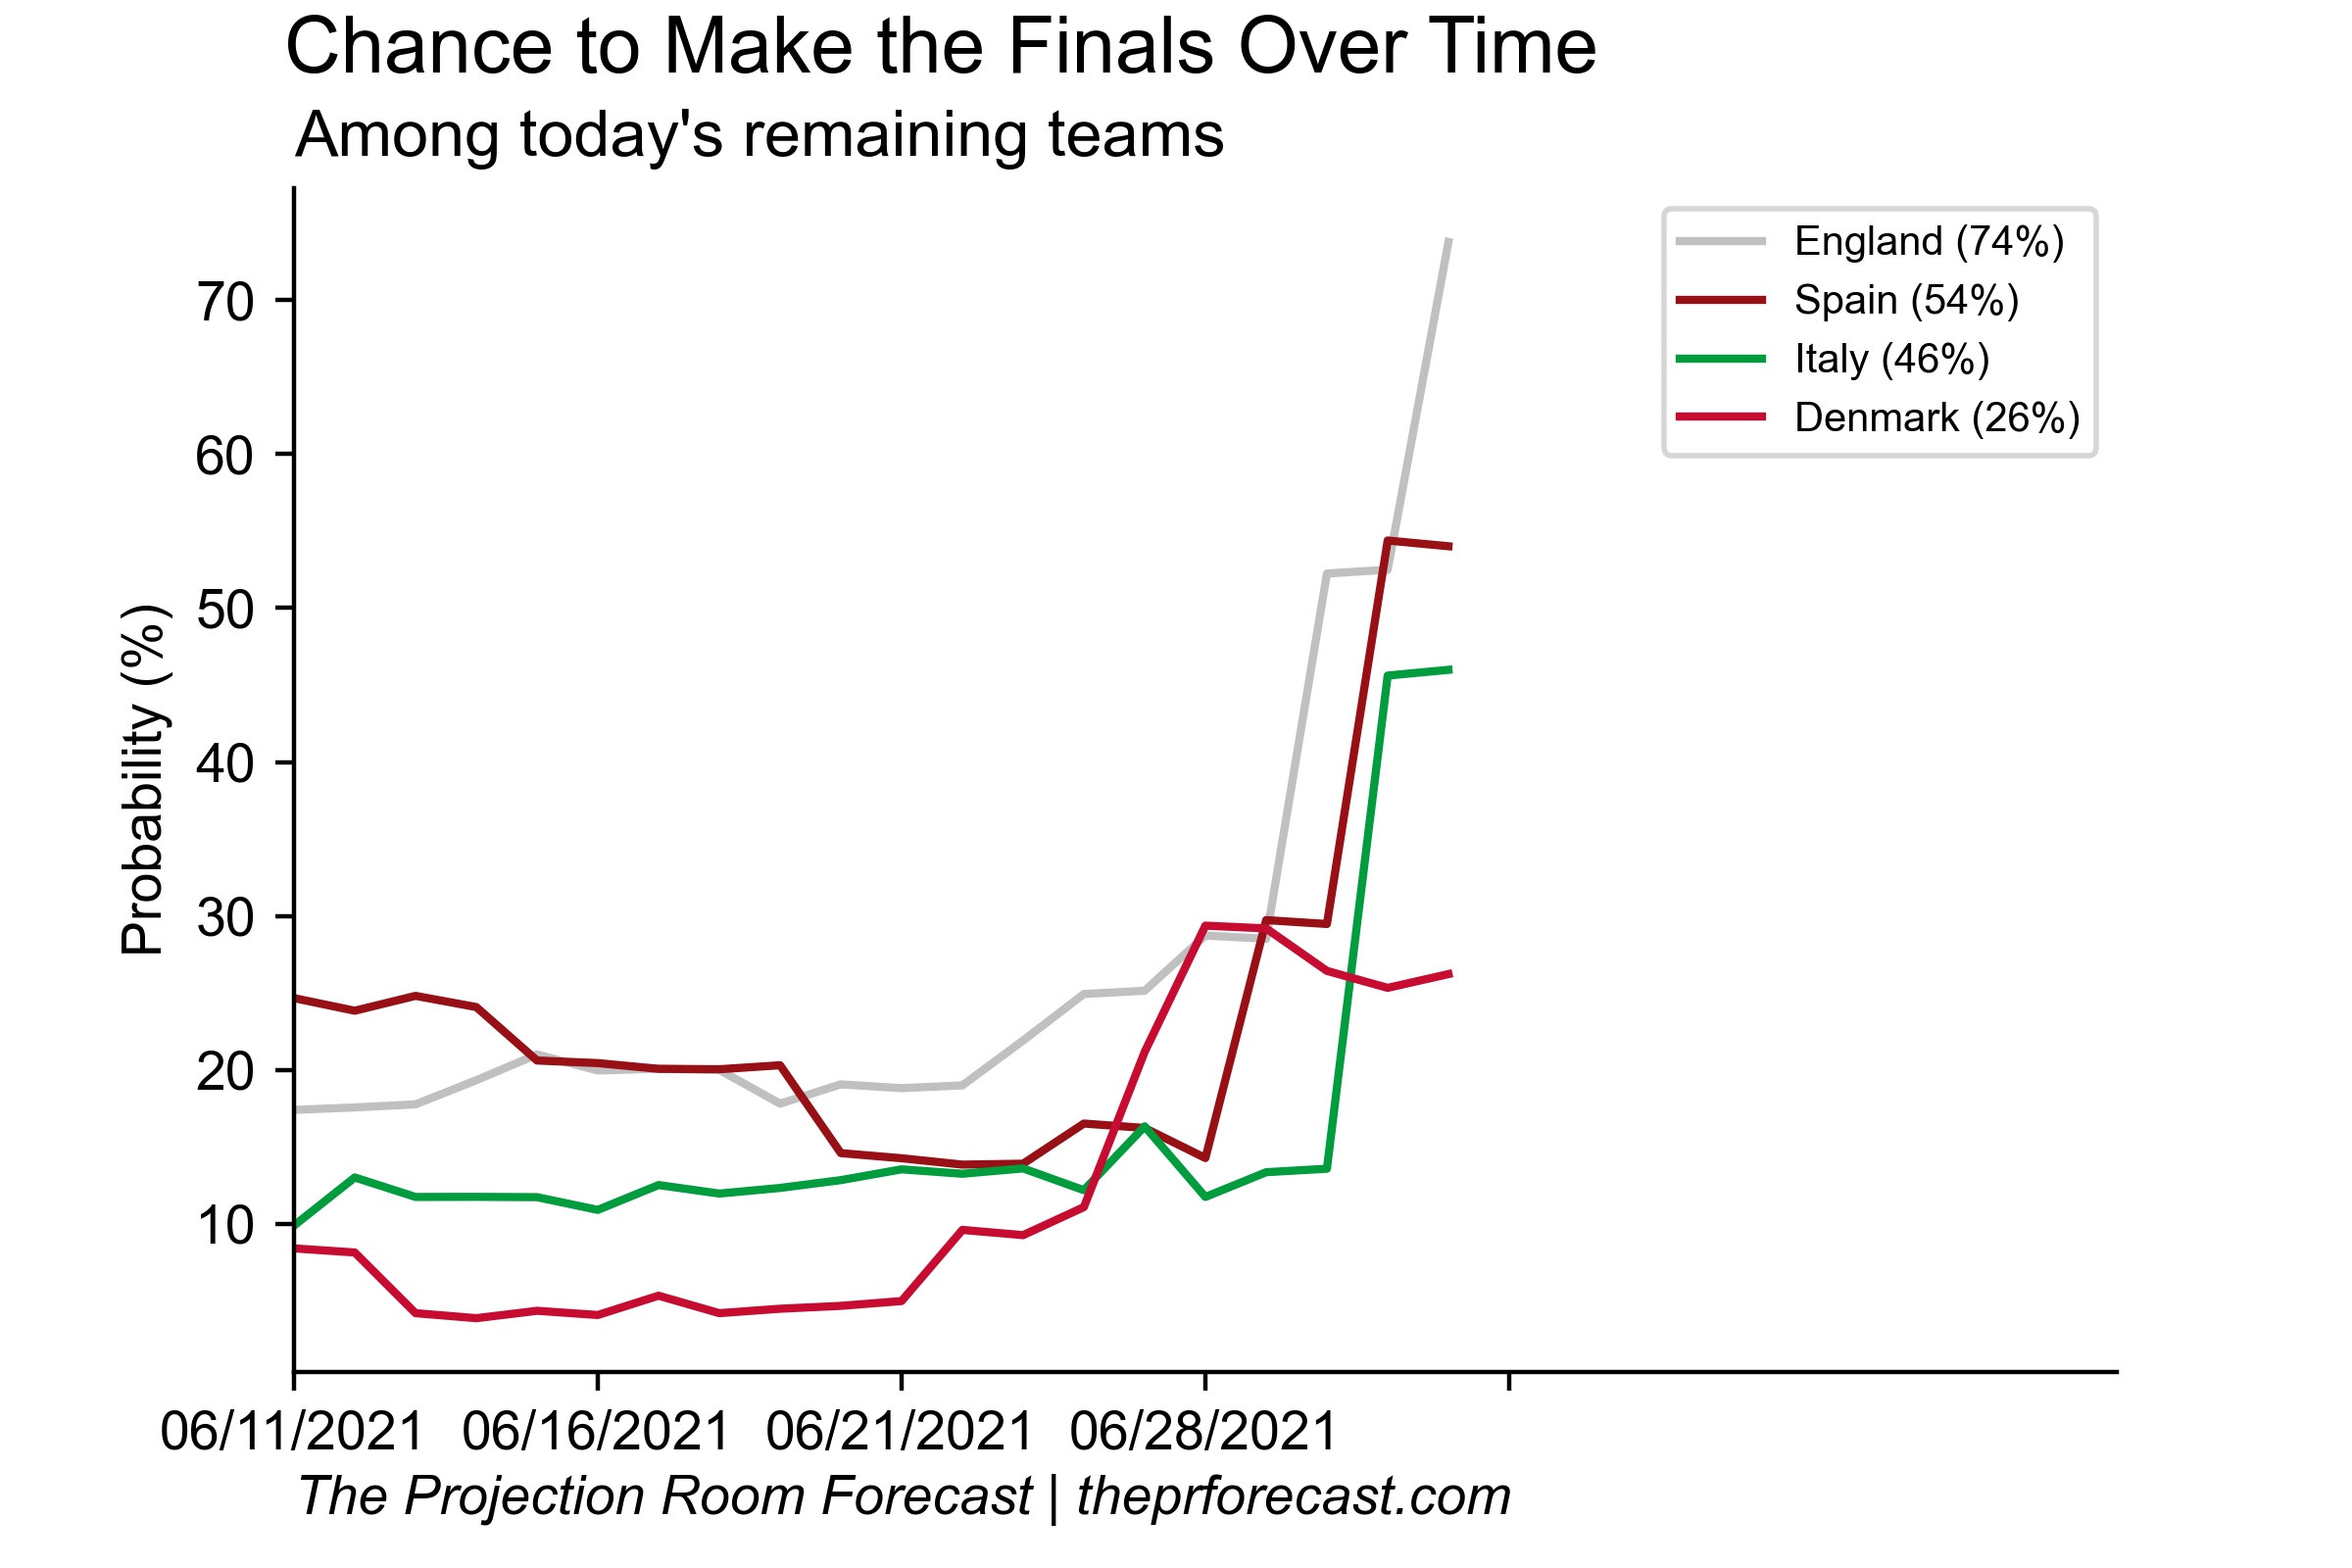 Chance to Make the Finals Over Time
Among today's remaining teams
England (74%)
Spain (54%)
Italy (46%)
Denmark (26%)
Probability (%)
70
60
50
40
30
20
10
06/11/2021 06/16/2021 06/21/2021 06/28/2021
The Projection Room Forecast | theprforecast.com